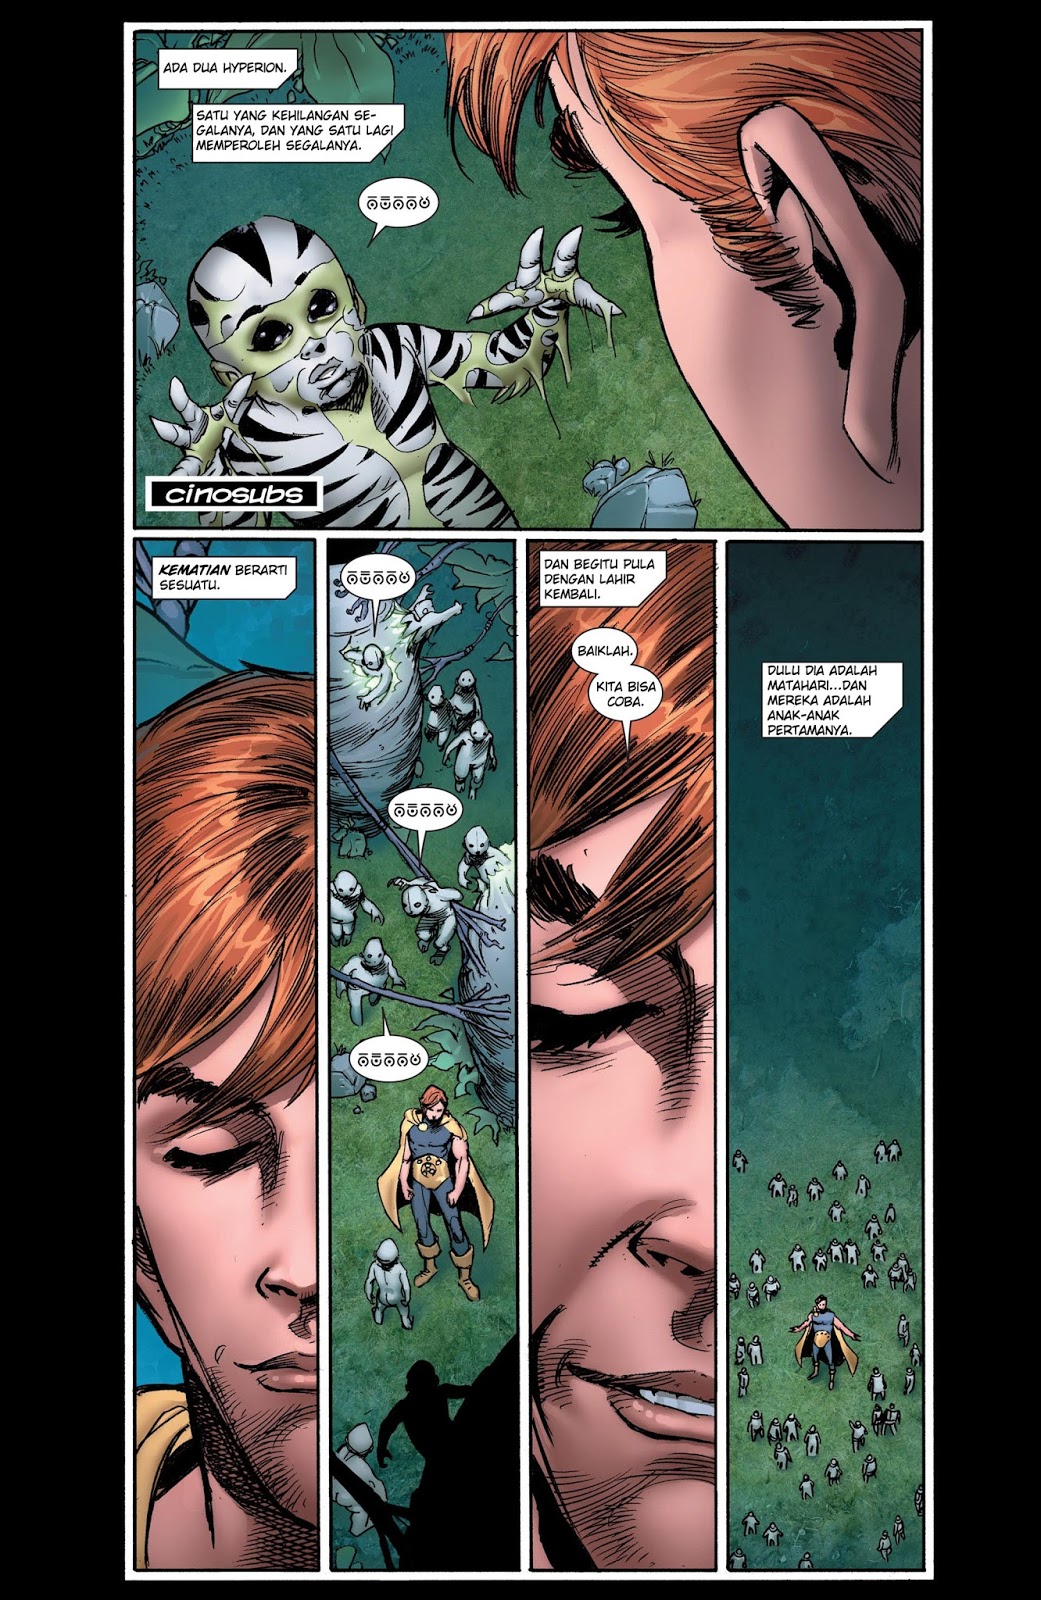 ADA DUA HYPERION.
SATU YANG KEHILANGAN SE-
GALANYA, DAN YANG SATU LAGI
MEMPEROLEH SEGALANYA.
cinosubs
KEMATIAN BERARTI
SESUATU.
DAN BEGITU PULA
DENGAN LAHIR
KEMBALI.
BAIKLAH.
KITA BISA
COBA.
DULU DIA ADALAH
MATAHARI...DAN
MEREKA ADALAH
ANAK-ANAK
PERTAMANYA.